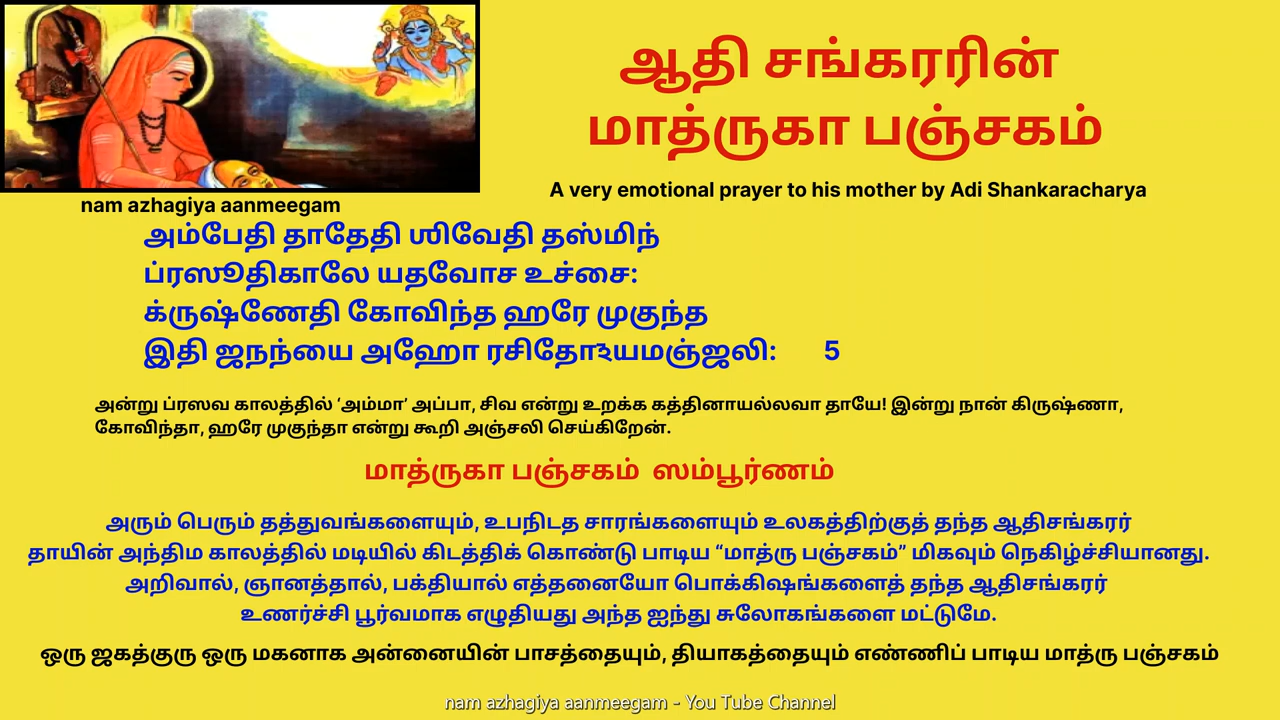 ஆதி சங்கரரின்
மாத்ருகா பஞ்சகம்
A very emotional prayer to his mother by Adi Shankaracharya
nam azhagiya aanmeegam
அம்பேதி தாதேதி ஶிவேதி தஸ்மிந்
ப்ரஸூதிகாலே யதவோச உச்சை:
க்ருஷ்ணேதி கோவிந்த ஹரே முகுந்த
இதி ஜநந்யை அஹோ ரசிதோ஽யமஞ்ஜலி: 5
அன்று ப்ரஸவ காலத்தில் ‘அம்மா’ அப்பா, சிவ என்று உறக்க கத்தினாயல்லவா தாயே! இன்று நான் கிருஷ்ணா,
கோவிந்தா, ஹரே முகுந்தா என்று கூறி அஞ்சலி செய்கிறேன்.
மாத்ருகா பஞ்சகம் ஸம்பூர்ணம்
அரும் பெரும் தத்துவங்களையும், உபநிடத சாரங்களையும் உலகத்திற்குத் தந்த ஆதிசங்கரர்
தாயின் அந்திம காலத்தில் மடியில் கிடத்திக் கொண்டு பாடிய “மாத்ரு பஞ்சகம்” மிகவும் நெகிழ்ச்சியானது.
அறிவால், ஞானத்தால், பக்தியால் எத்தனையோ பொக்கிஷங்களைத் தந்த ஆதிசங்கரர்
உணர்ச்சி பூர்வமாக எழுதியது அந்த ஐந்து சுலோகங்களை மட்டுமே.
ஒரு ஜகத்குரு ஒரு மகனாக அன்னையின் பாசத்தையும், தியாகத்தையும் எண்ணிப் பாடிய மாத்ரு பஞ்சகம்
nam azhagiya aanmeegam - You Tube Channel